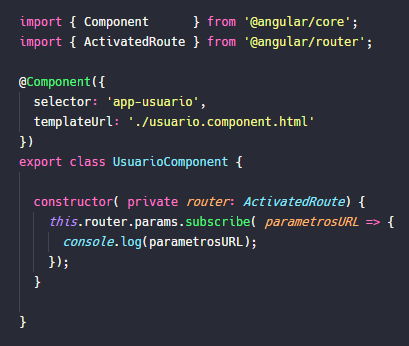 import { Component      } from '@angular/core';
import { ActivatedRoute } from '@angular/router';
@Component({
  selector: 'app-usuario',
  templateUrl: './usuario.component.html'
})
export class UsuarioComponent {
  constructor( private router: ActivatedRoute) {
    this.router.params.subscribe( parametrosURL => {
      console.log(parametrosURL);
    });
  }
}